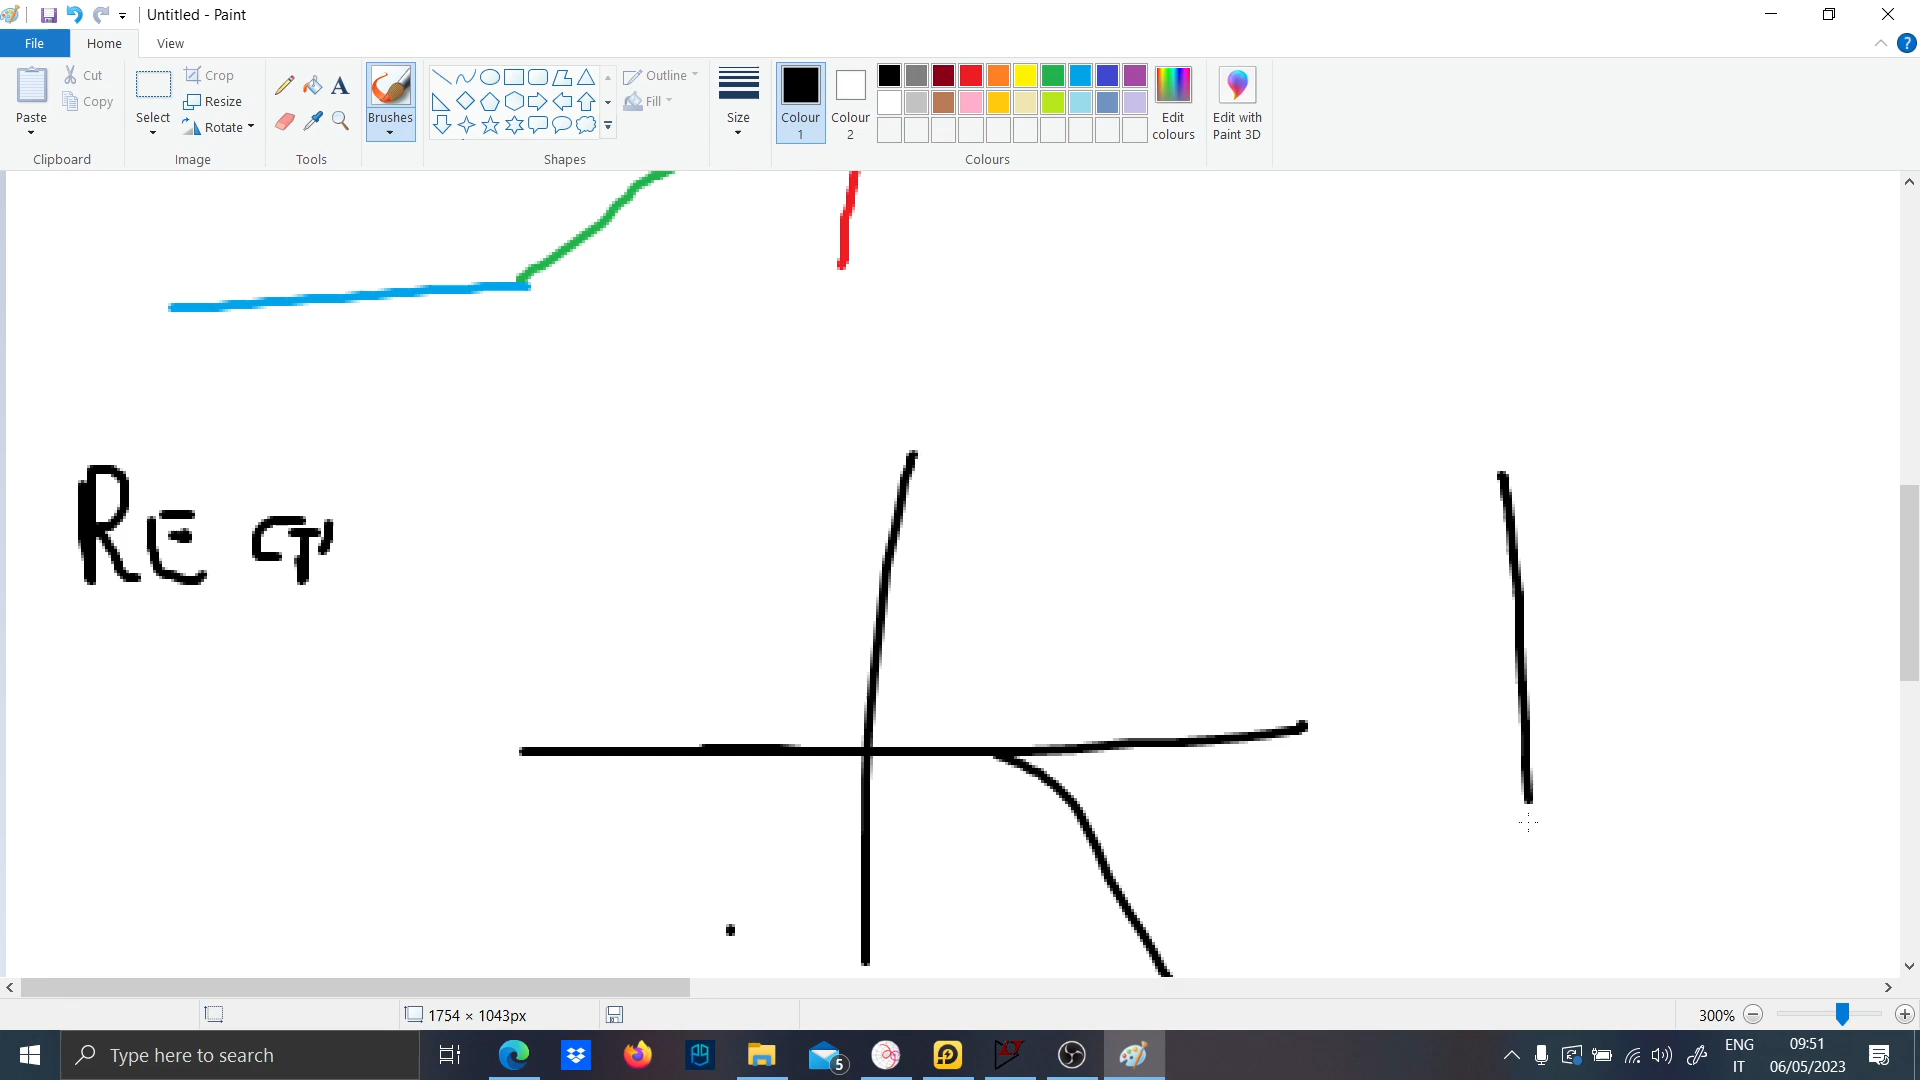 Untitled - Paint
File Home View
Paste
Cut
Copy
Clipboard
Select
Crop
Resize
Rotate
Image
A
Tools
Brushes
Outline
Fill
Shapes
Size
Colour 1
Colour 2
Edit colours
Edit with Paint 3D
Colours
RE
1754 × 1043px
300%
Type here to search
5
ENG
IT
09:51
06/05/2023